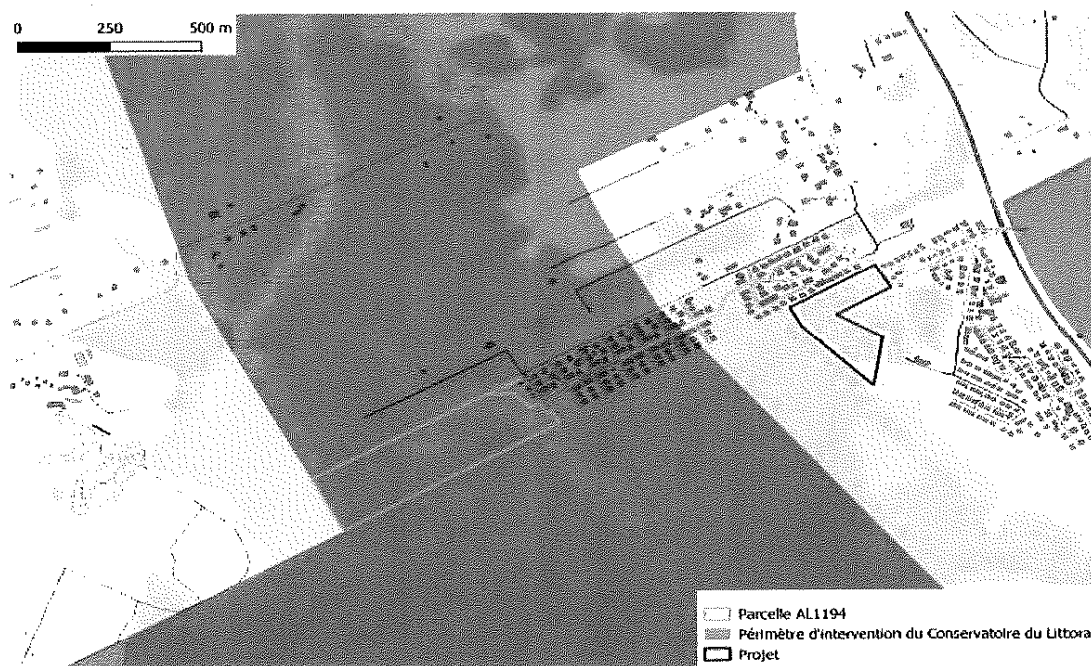 0 250 500 m
Parcelle AL1194
Périmètre d'intervention du Conservatoire du Littora
Projet